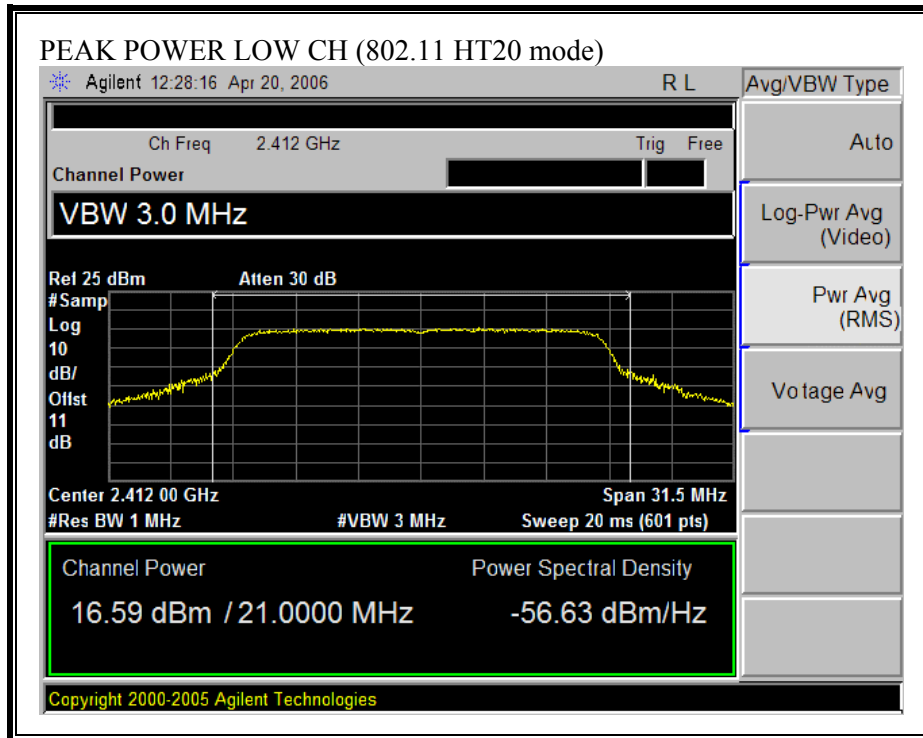 PEAK POWER LOW CH (802.11 HT20 mode)
Agilent 12:28:16 Apr 20, 2006 R L
Avg/VBW Type
Ch Freq 2.412 GHz Trig Free
Channel Power
VBW 3.0 MHz
Ref 25 dBm Atten 30 dB
#Samp
Log
10
dB/
Offst
11
dB
Center 2.412 00 GHz Span 31.5 MHz
#Res BW 1 MHz #VBW 3 MHz Sweep 20 ms (601 pts)
Channel Power Power Spectral Density
16.59 dBm / 21.0000 MHz -56.63 dBm/Hz
Copyright 2000-2005 Agilent Technologies
Auto
Log-Pwr Avg
(Video)
Pwr Avg
(RMS)
Votage Avg